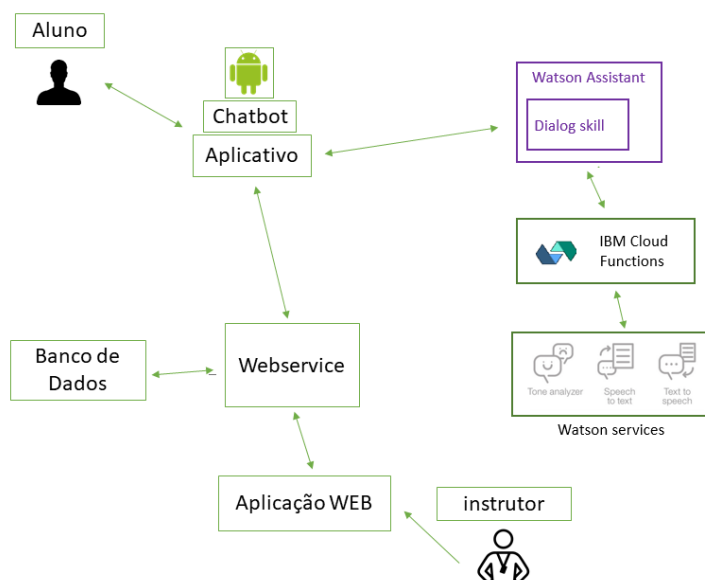 Aluno
Chatbot
Aplicativo
Watson Assistant
Dialog skill
IBM Cloud
Functions
Banco de
Dados
Webservice
Tone analyzer
Speech
to text
Text to
speech
Watson services
Aplicação WEB
instrutor